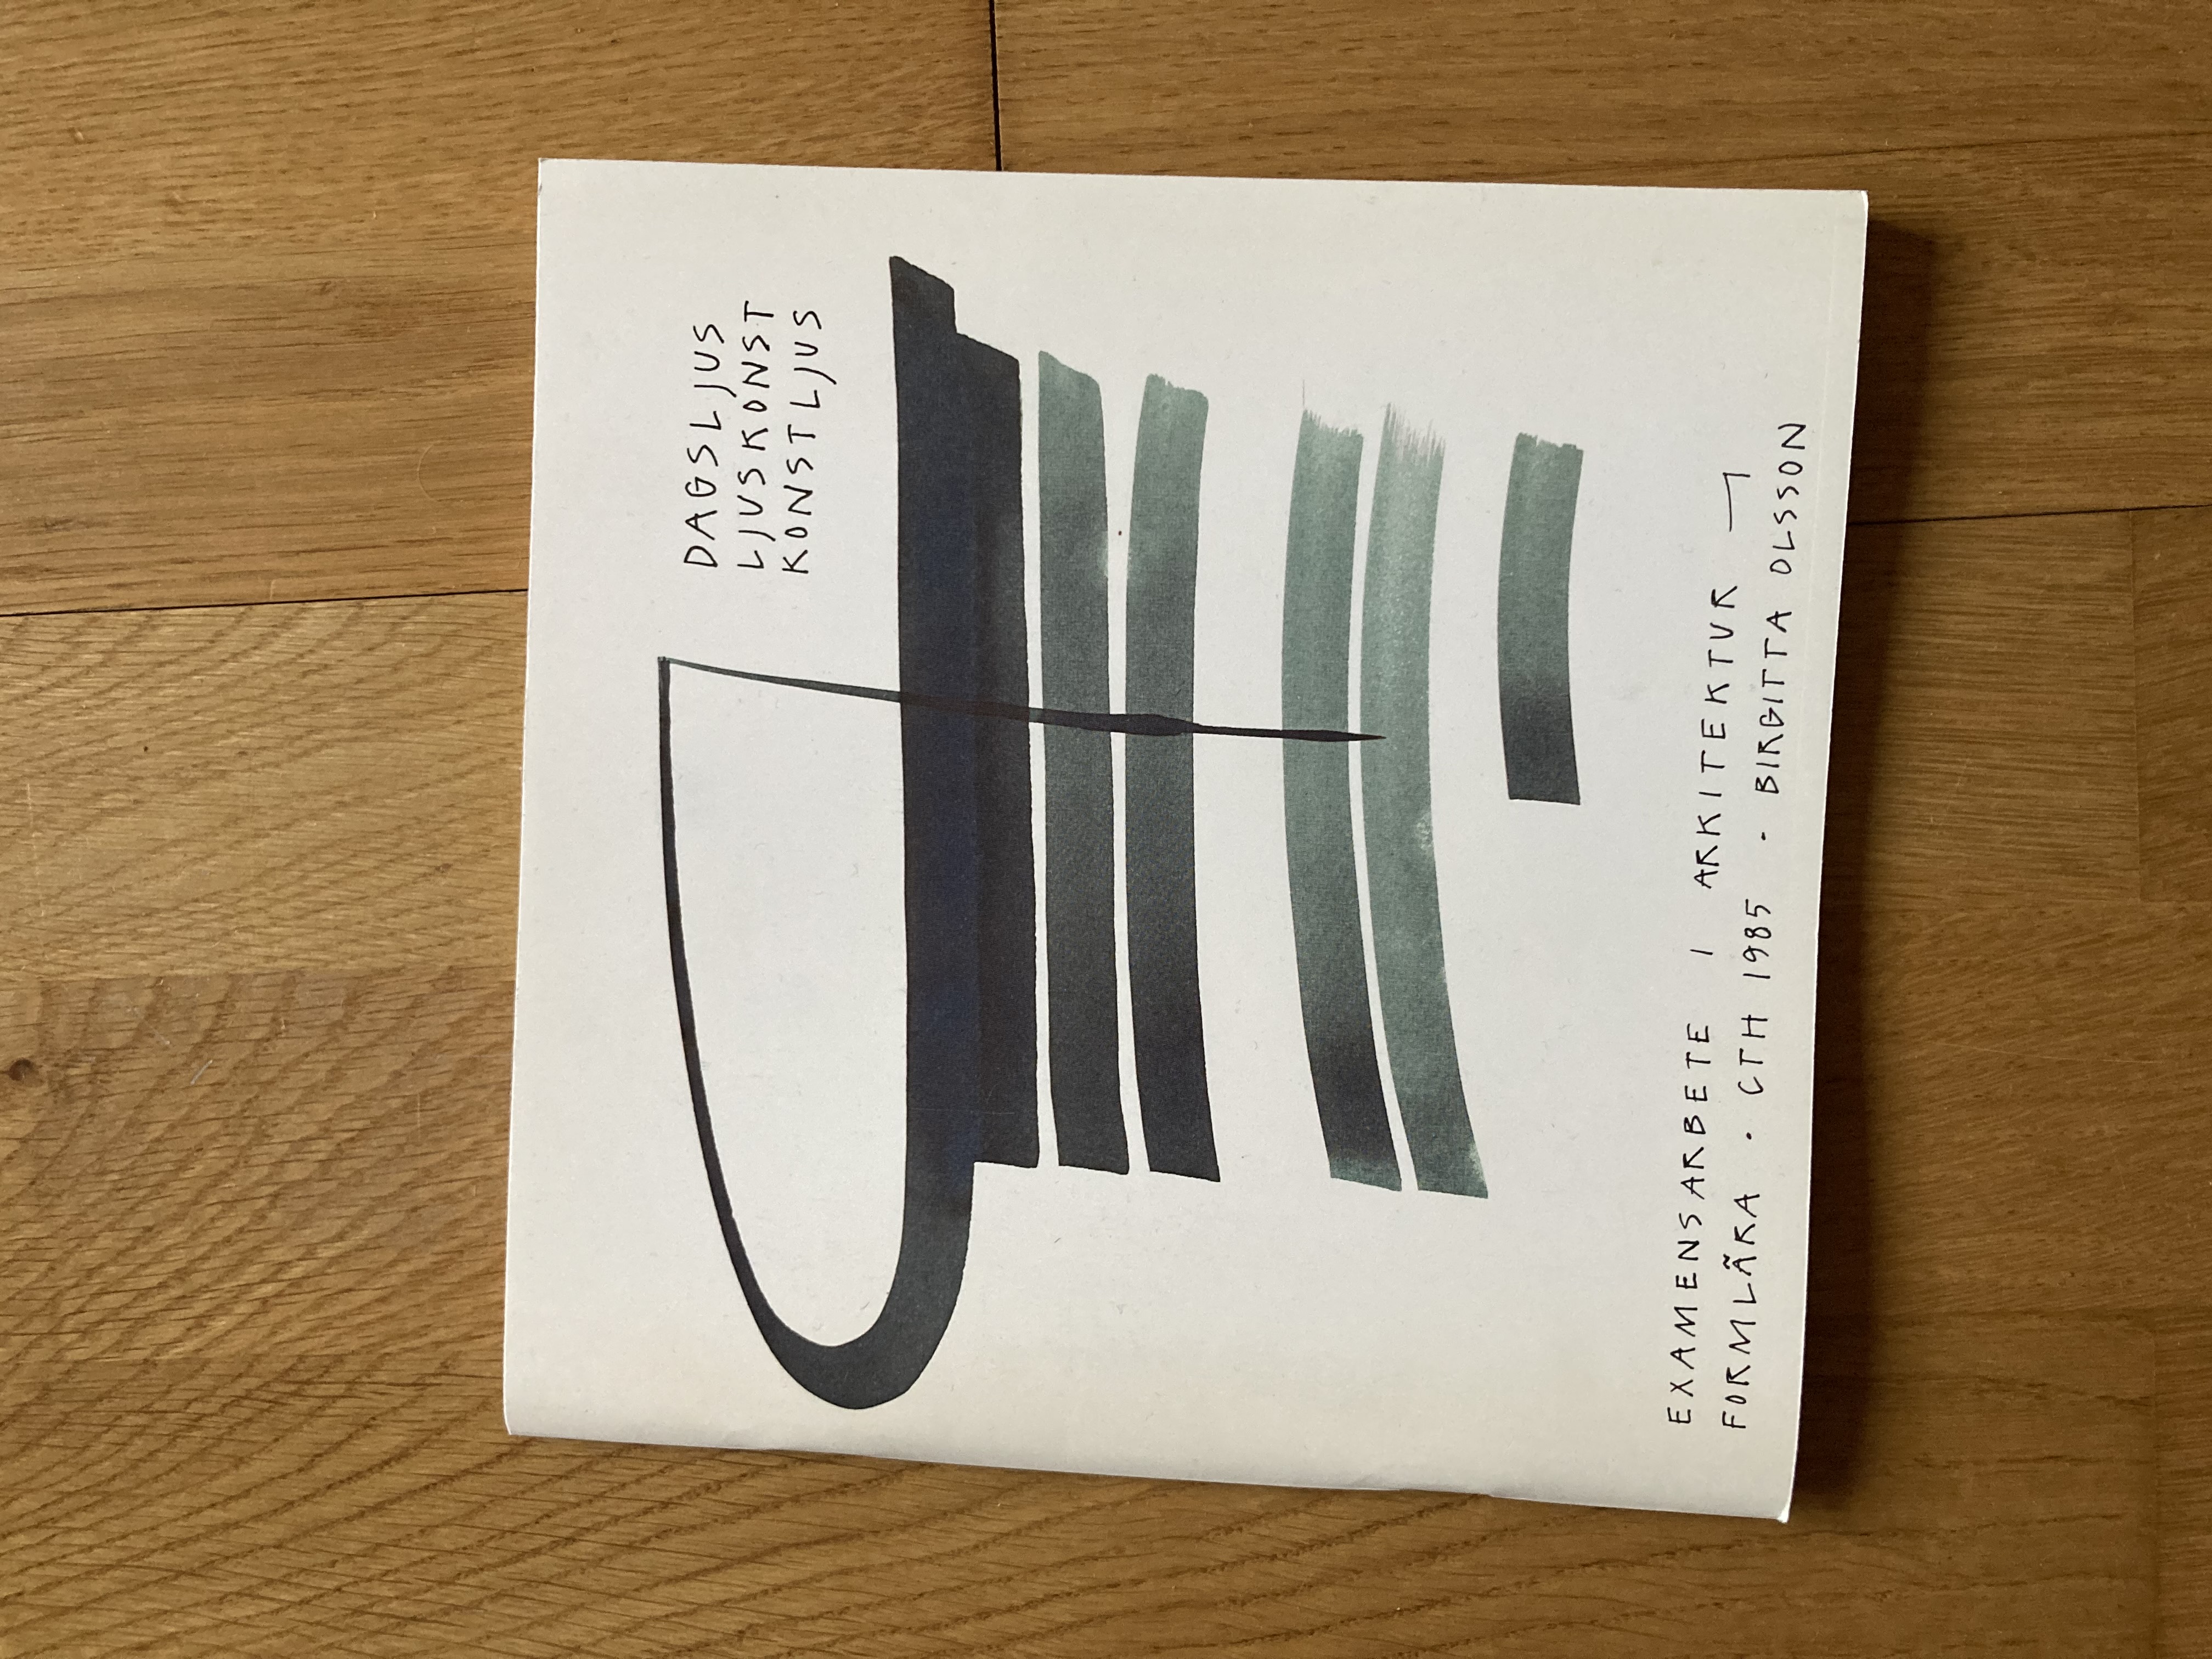 DAGSLJUS
LJUSKONST
KONSTLJUS
EXAMENSARBETE I ARKITEKTUR
FORMLÄRA · CTH 1985 · BIRGITTA OLSSON